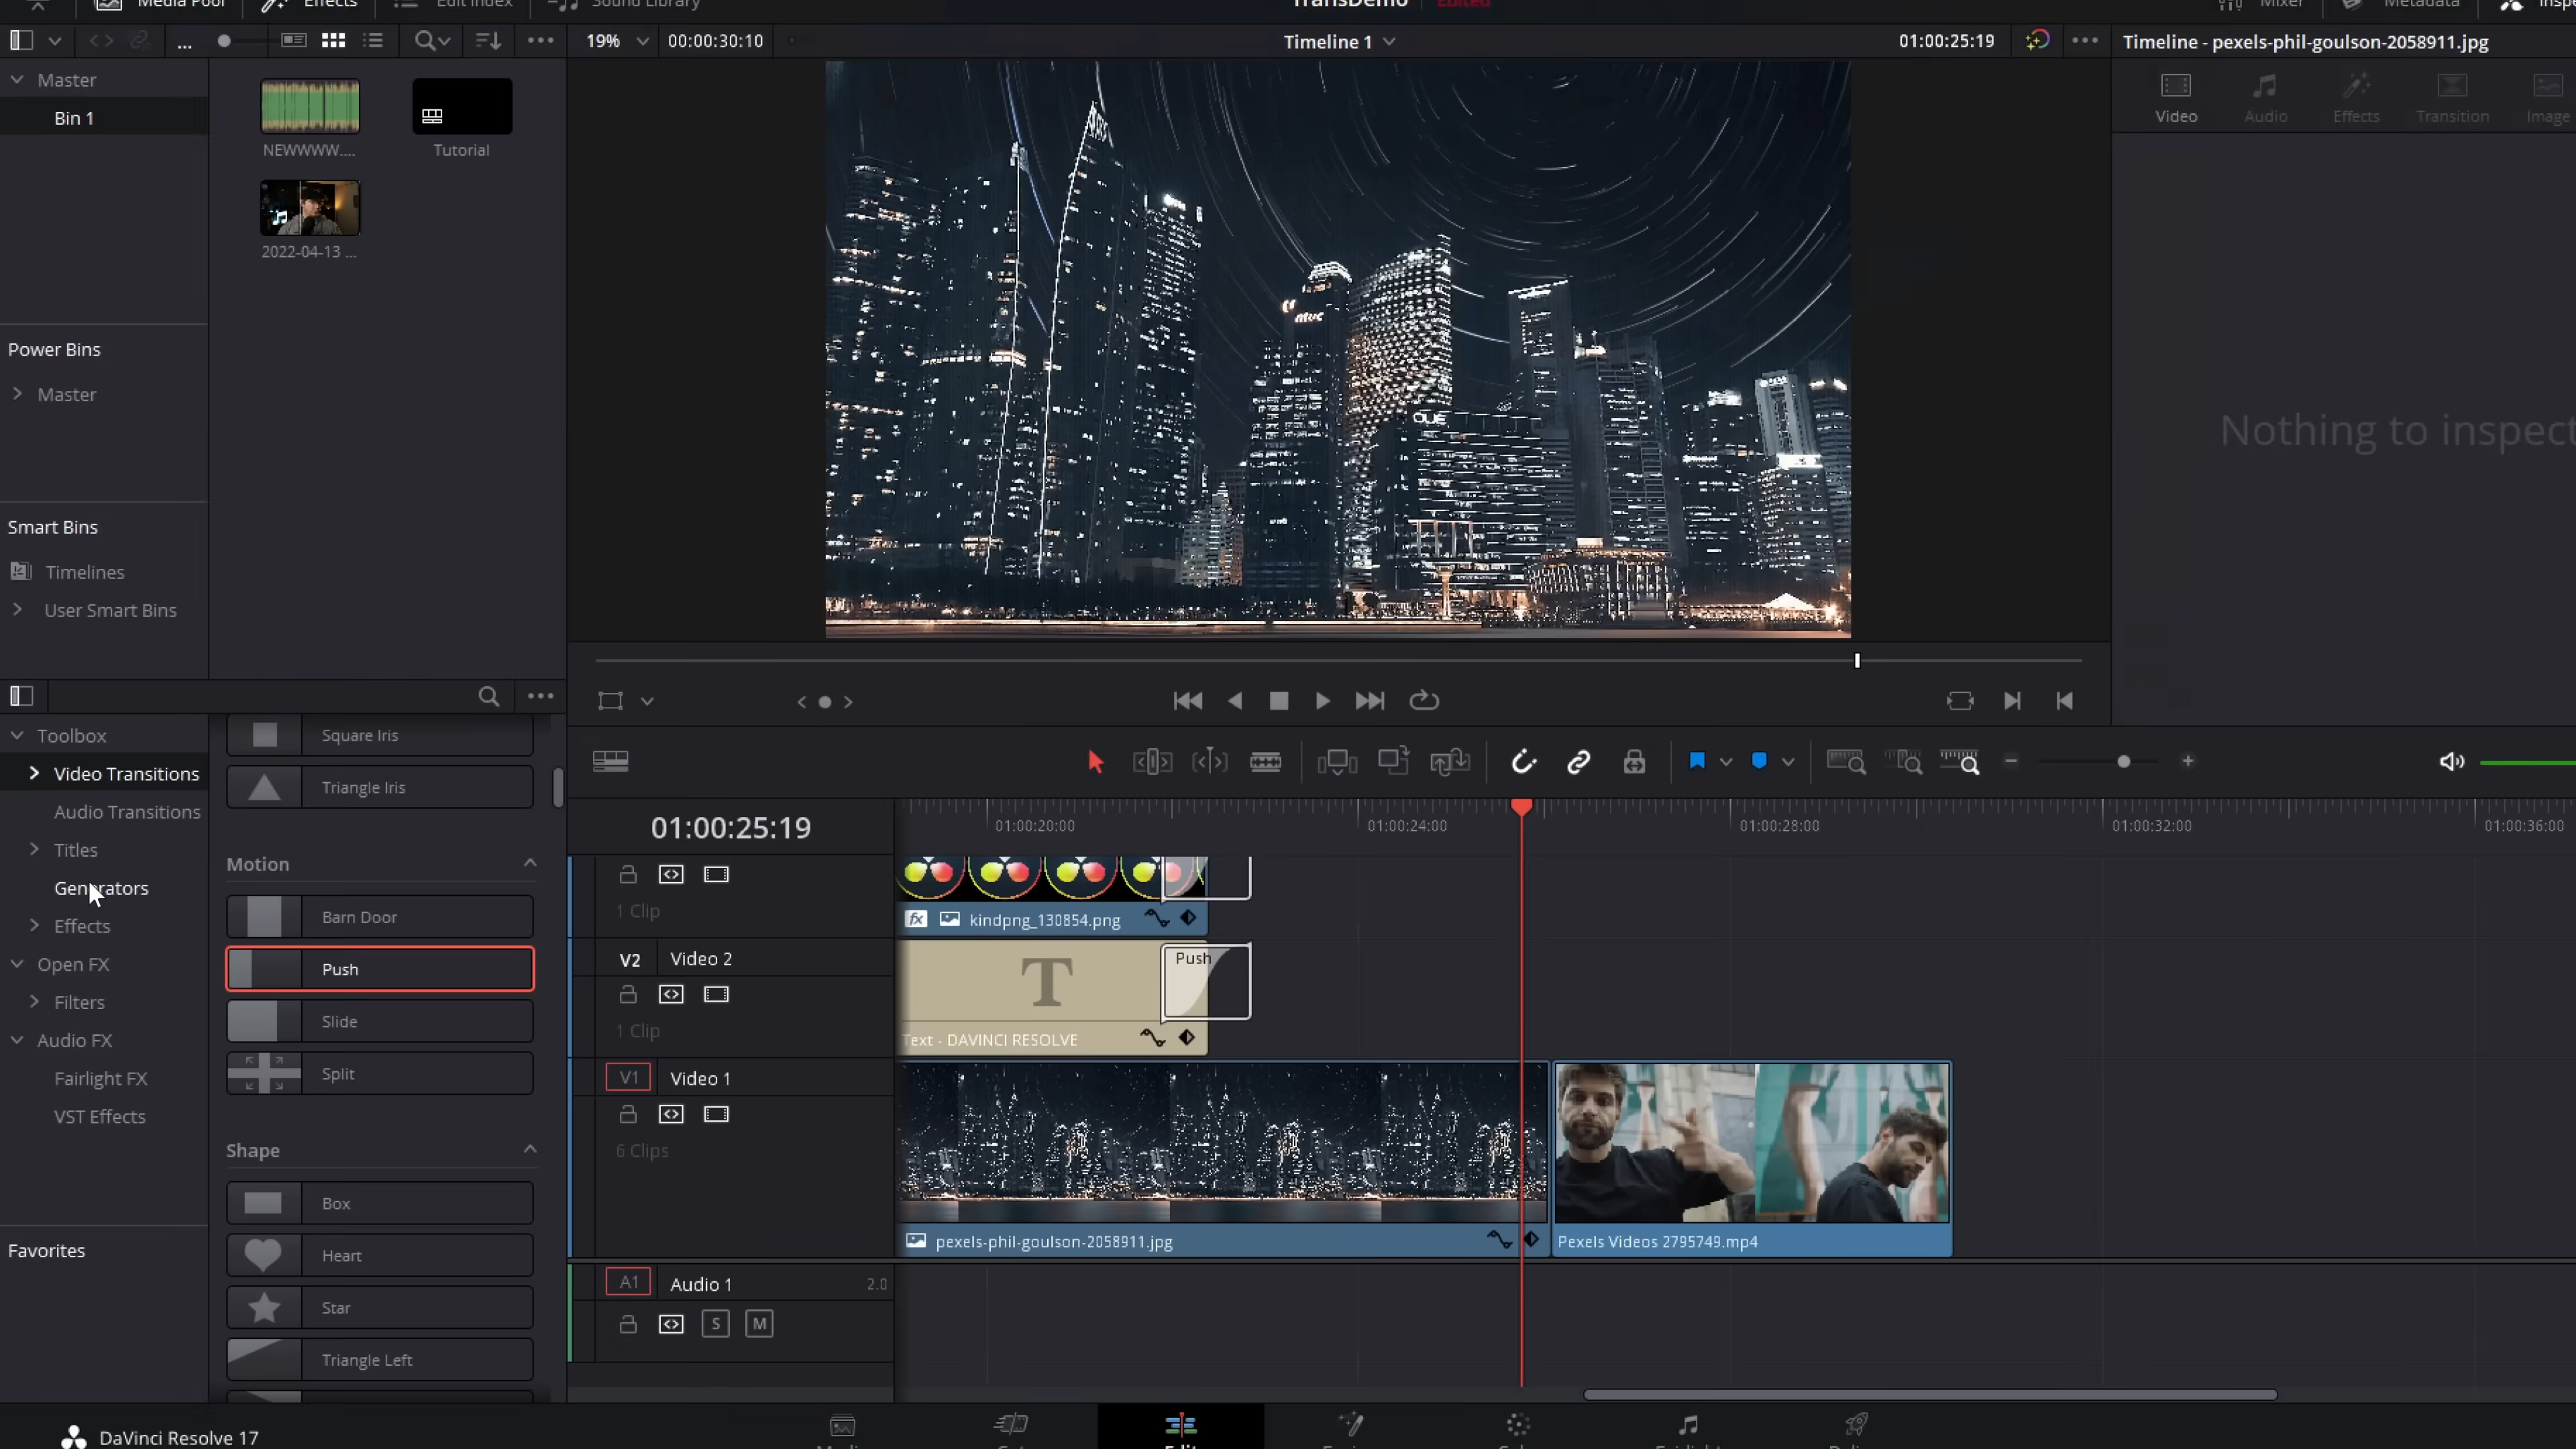 Media Pool
Effects
Edit Index
Sound Library
TransDemo
Edited
Mixer
Metadata
19%
00:00:30:10
Timeline 1
01:00:25:19
Timeline - pexels-phil-goulson-2058911.jpg
Master
Bin 1
NEWWWW....
Tutorial
2022-04-13 ...
Video
Audio
Effects
Transition
Image
Nothing to inspect
Power Bins
Master
Smart Bins
Timelines
User Smart Bins
OUE
Toolbox
Video Transitions
Audio Transitions
Titles
Generators
Effects
Open FX
Filters
Audio FX
Fairlight FX
VST Effects
Favorites
Square Iris
Triangle Iris
Motion
Barn Door
Push
Slide
Split
Shape
Box
Heart
Star
Triangle Left
01:00:25:19
01:00:20:00
01:00:24:00
01:00:28:00
01:00:32:00
01:00:36:00
1 Clip
fx
kindpng_130854.png
V2
Video 2
1 Clip
T
Push
Text - DAVINCI RESOLVE
V1
Video 1
6 Clips
pexels-phil-goulson-2058911.jpg
Pexels Videos 2795749.mp4
A1
Audio 1
2.0
S
M
DaVinci Resolve 17